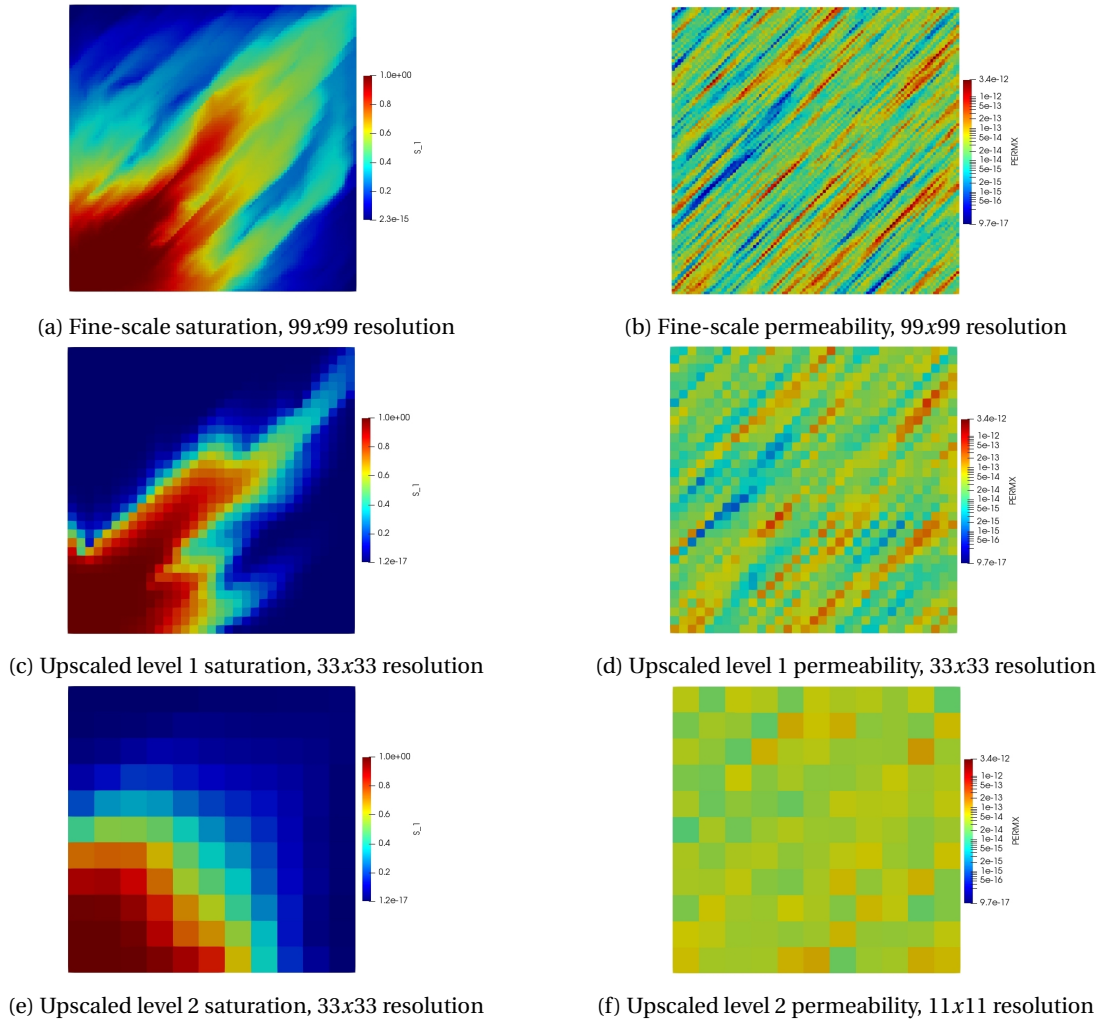 1.0e+00
0.8
0.6
0.4
0.2
2.3e-15
S_1
3.4e-12
1e-12
5e-13
2e-13
1e-13
5e-14
2e-14
1e-14
5e-15
2e-15
1e-15
5e-16
9.7e-17
PERMX
(a) Fine-scale saturation, 99x99 resolution
(b) Fine-scale permeability, 99x99 resolution
1.0e+00
0.8
0.6
0.4
0.2
1.2e-17
S_1
3.4e-12
1e-12
5e-13
2e-13
1e-13
5e-14
2e-14
1e-14
5e-15
2e-15
1e-15
5e-16
9.7e-17
PERMX
(c) Upscaled level 1 saturation, 33x33 resolution
(d) Upscaled level 1 permeability, 33x33 resolution
1.0e+00
0.8
0.6
0.4
0.2
1.2e-17
S_1
3.4e-12
1e-12
5e-13
2e-13
1e-13
5e-14
2e-14
1e-14
5e-15
2e-15
1e-15
5e-16
9.7e-17
PERMX
(e) Upscaled level 2 saturation, 33x33 resolution
(f) Upscaled level 2 permeability, 11x11 resolution